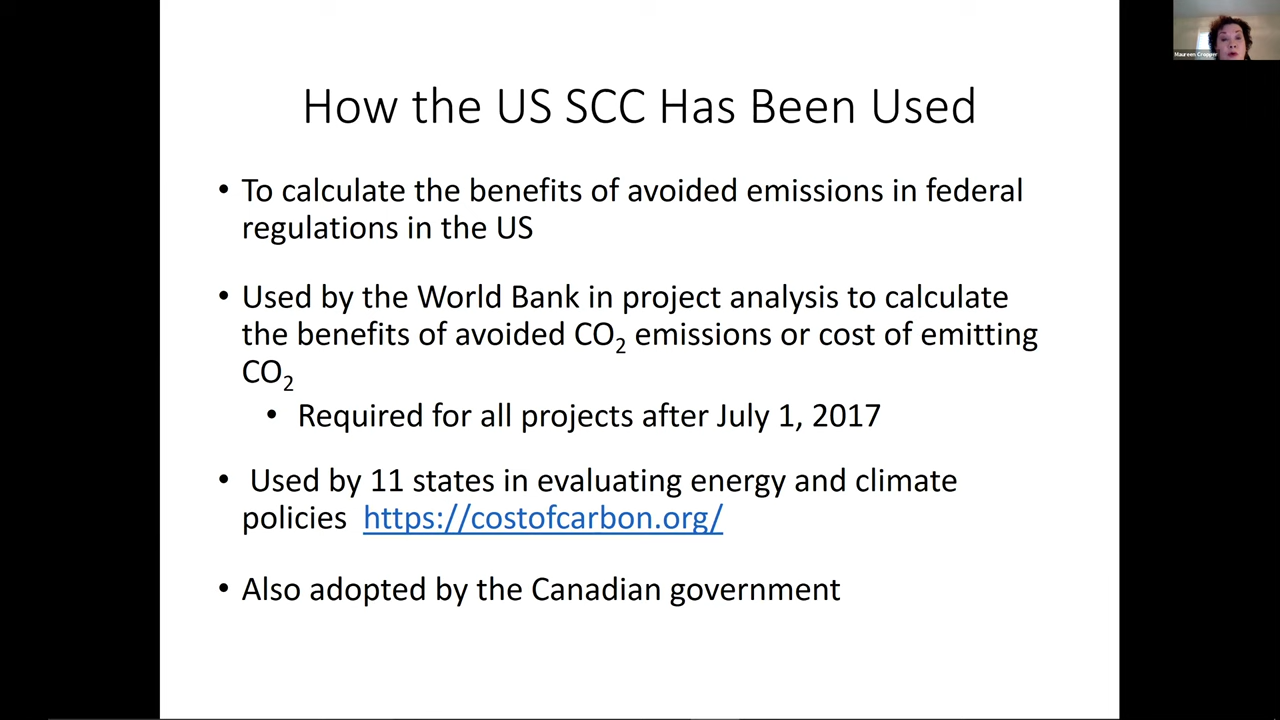 How the US SCC Has Been Used
• To calculate the benefits of avoided emissions in federal
regulations in the US
• Used by the World Bank in project analysis to calculate
the benefits of avoided CO₂ emissions or cost of emitting
CO₂
• Required for all projects after July 1, 2017
• Used by 11 states in evaluating energy and climate
policies https://costofcarbon.org/
• Also adopted by the Canadian government
Maureen Cropper